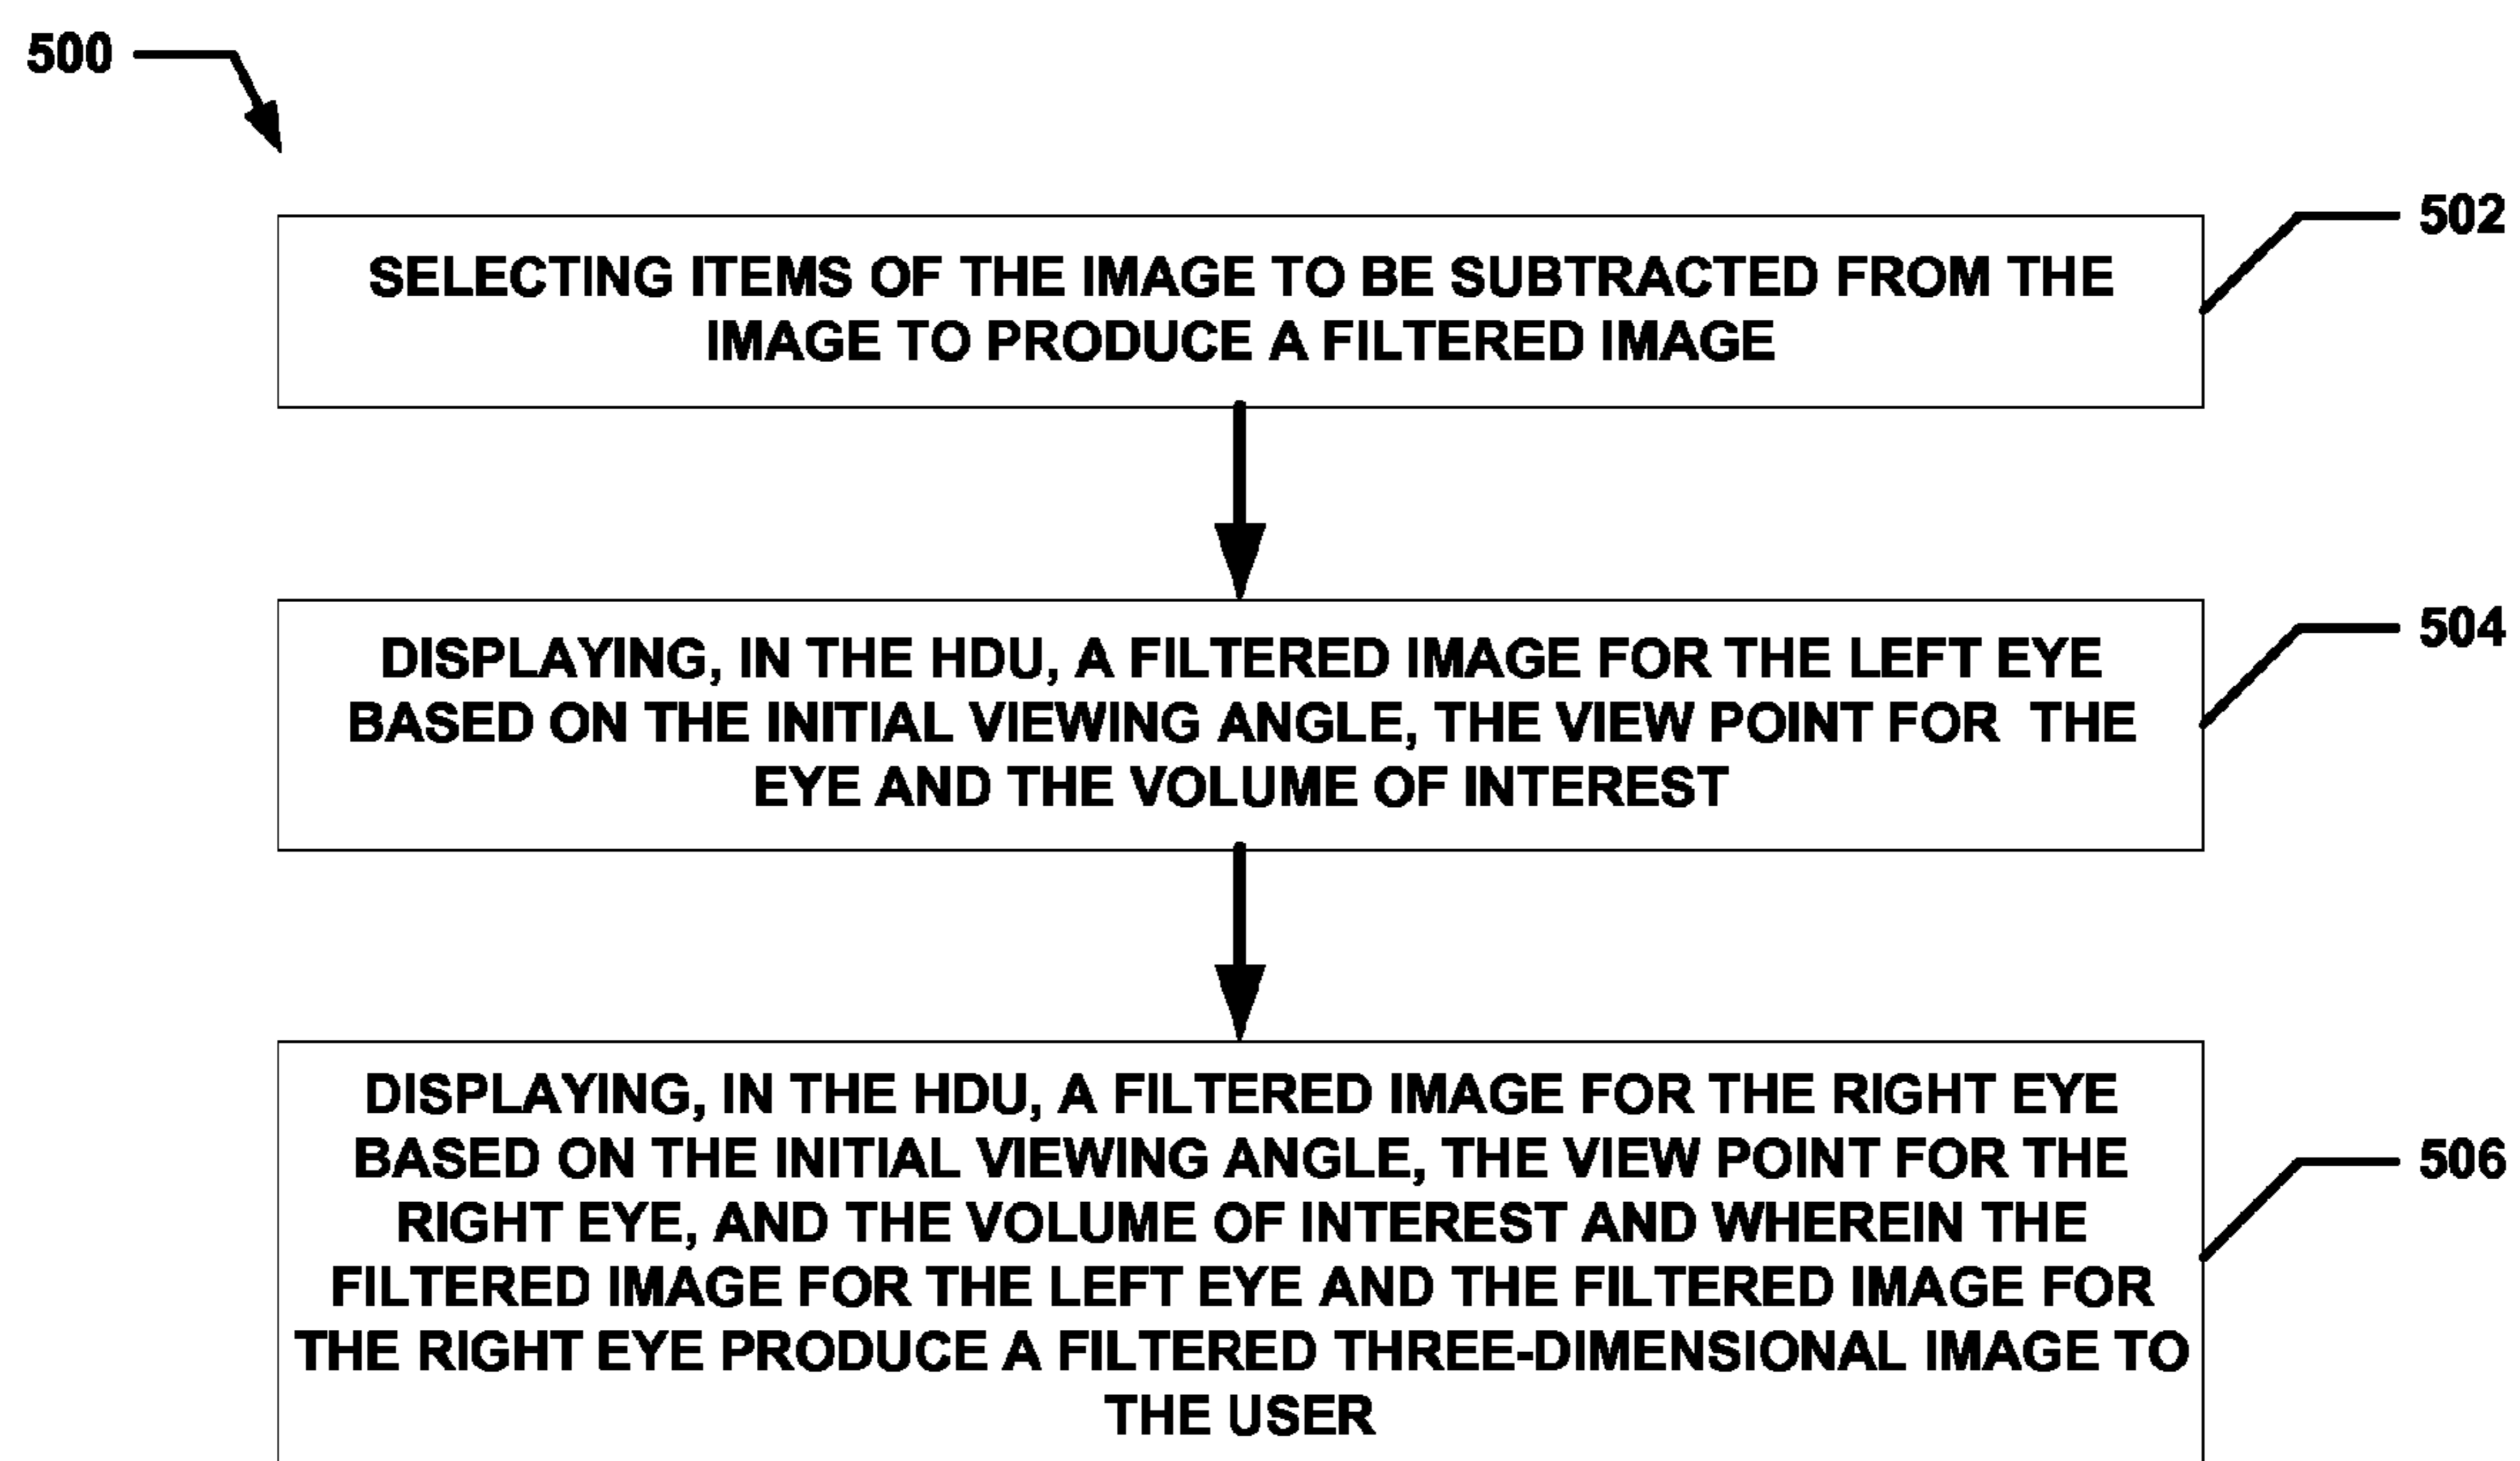 500
502
SELECTING ITEMS OF THE IMAGE TO BE SUBTRACTED FROM THE
IMAGE TO PRODUCE A FILTERED IMAGE
504
DISPLAYING, IN THE HDU, A FILTERED IMAGE FOR THE LEFT EYE
BASED ON THE INITIAL VIEWING ANGLE, THE VIEW POINT FOR THE
EYE AND THE VOLUME OF INTEREST
506
DISPLAYING, IN THE HDU, A FILTERED IMAGE FOR THE RIGHT EYE
BASED ON THE INITIAL VIEWING ANGLE, THE VIEW POINT FOR THE
RIGHT EYE, AND THE VOLUME OF INTEREST AND WHEREIN THE
FILTERED IMAGE FOR THE LEFT EYE AND THE FILTERED IMAGE FOR
THE RIGHT EYE PRODUCE A FILTERED THREE-DIMENSIONAL IMAGE TO
THE USER